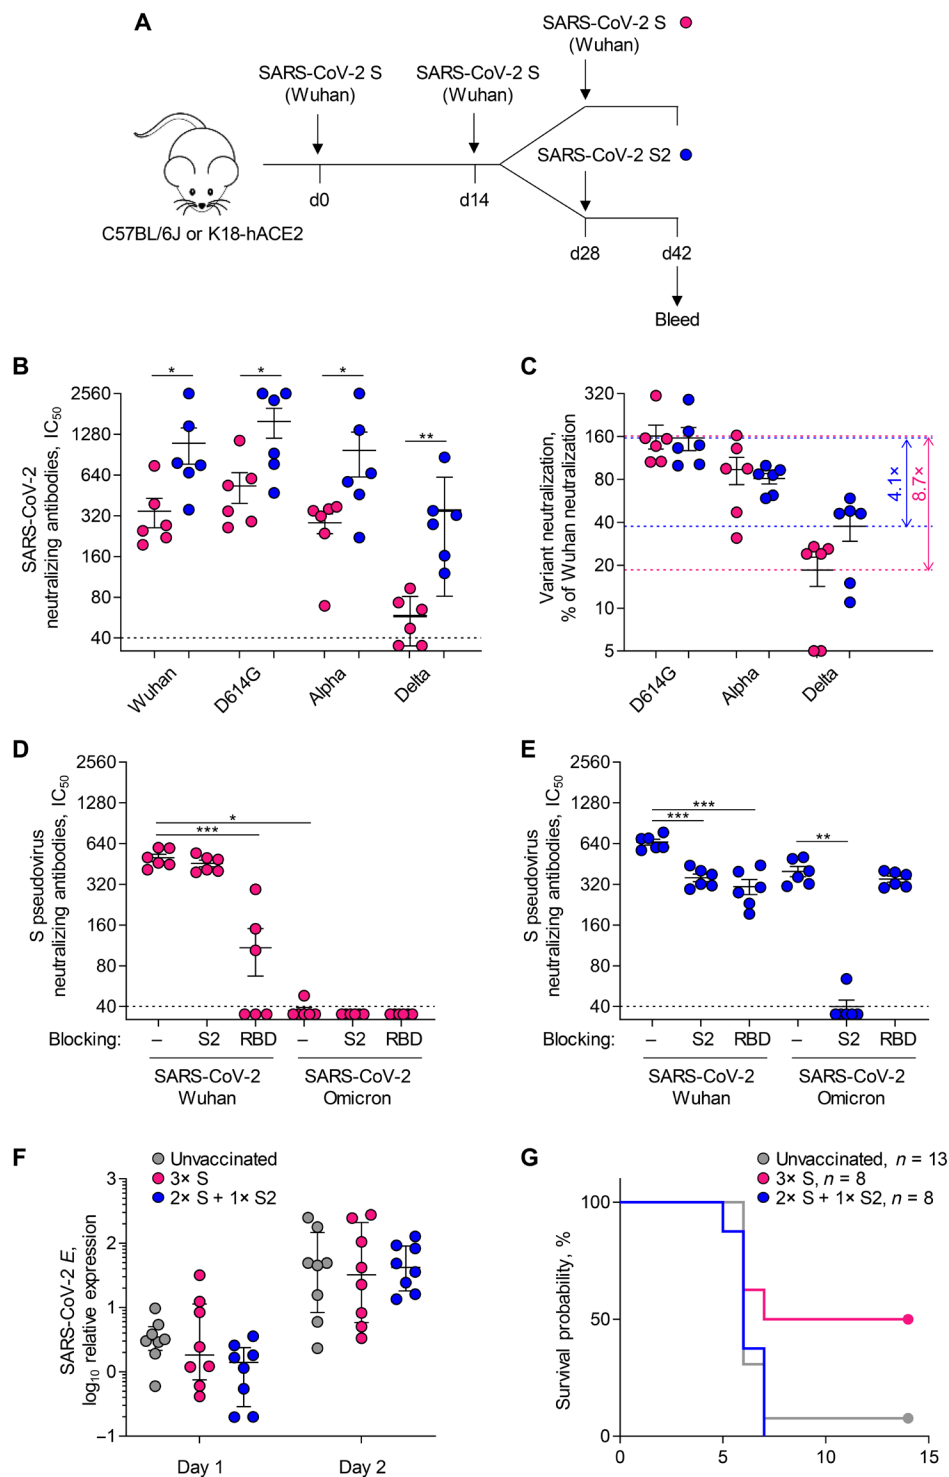 A
SARS-CoV-2 S
(Wuhan)
SARS-CoV-2 S
(Wuhan)
SARS-CoV-2 S
(Wuhan)
SARS-CoV-2 S2
d0
d14
C57BL/6J or K18-hACE2
d28
d42
Bleed
B
SARS-CoV-2
neutralizing antibodies, IC50
2560
1280
640
320
160
80
40
*
*
*
**
Wuhan
D614G
Alpha
Delta
C
Variant neutralization,
% of Wuhan neutralization
320
160
80
40
20
10
5
4.1×
8.7×
D614G
Alpha
Delta
D
S pseudovirus
neutralizing antibodies, IC50
2560
1280
640
320
160
80
40
*
***
Blocking:
–
S2
RBD
–
S2
RBD
SARS-CoV-2
Wuhan
SARS-CoV-2
Omicron
E
S pseudovirus
neutralizing antibodies, IC50
2560
1280
640
320
160
80
40
***
***
**
Blocking:
–
S2
RBD
–
S2
RBD
SARS-CoV-2
Wuhan
SARS-CoV-2
Omicron
F
Unvaccinated
3× S
2× S + 1× S2
SARS-CoV-2 E,
log10 relative expression
3
2
1
0
−1
Day 1
Day 2
G
Unvaccinated, n = 13
3× S, n = 8
2× S + 1× S2, n = 8
Survival probability, %
100
50
0
0
5
10
15